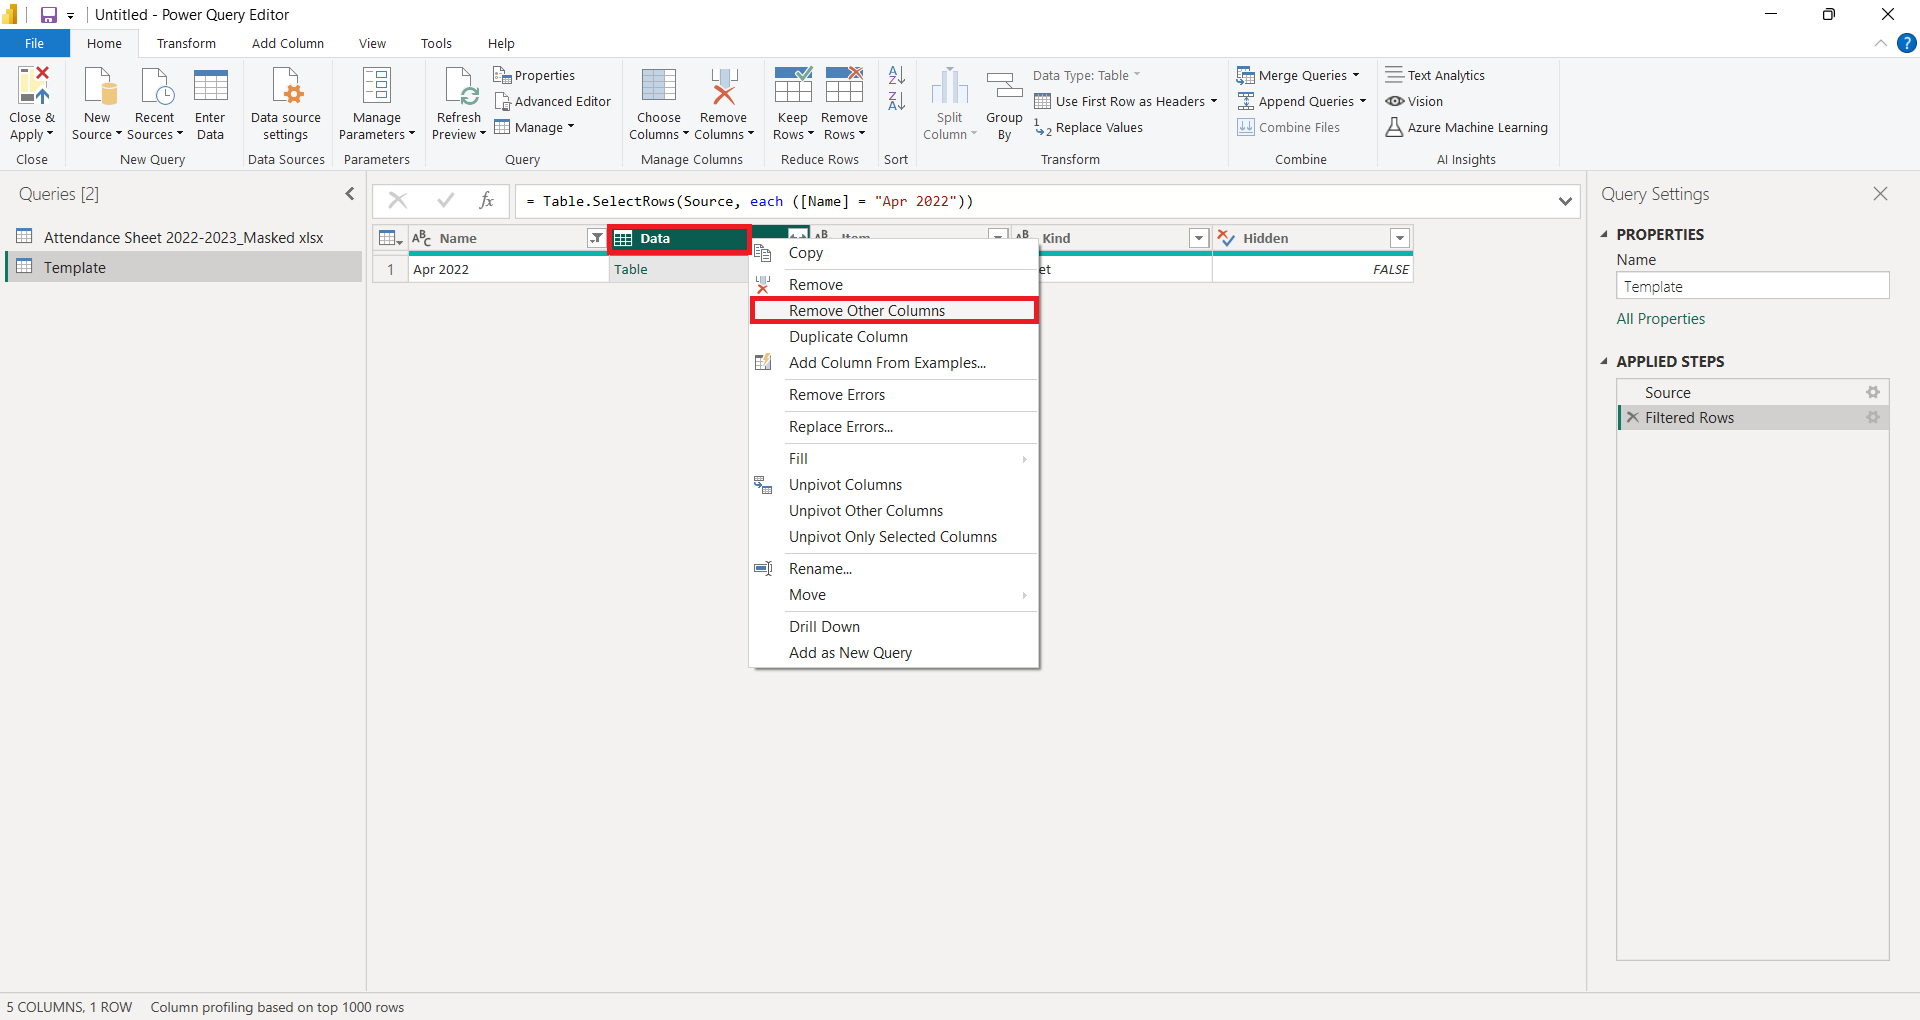 Untitled - Power Query Editor
File Home Transform Add Column View Tools Help
Close & Apply
New Source
Recent Sources
Enter Data
Data source settings
Manage Parameters
Refresh Preview
Properties
Advanced Editor
Manage
Choose Columns
Remove Columns
Keep Rows
Remove Rows
Split Column
Group By
Data Type: Table
Use First Row as Headers
Replace Values
Merge Queries
Append Queries
Combine Files
Text Analytics
Vision
Azure Machine Learning
Close New Query Data Sources Parameters Query Manage Columns Reduce Rows Sort Transform Combine AI Insights
Queries [2]
Attendance Sheet 2022-2023_Masked xlsx
Template
fx = Table.SelectRows(Source, each ([Name] = "Apr 2022"))
ABC Name Data Kind Hidden
1 Apr 2022 Table et FALSE
Copy
Remove
Remove Other Columns
Duplicate Column
Add Column From Examples...
Remove Errors
Replace Errors...
Fill
Unpivot Columns
Unpivot Other Columns
Unpivot Only Selected Columns
Rename...
Move
Drill Down
Add as New Query
Query Settings
PROPERTIES
Name
Template
All Properties
APPLIED STEPS
Source
Filtered Rows
5 COLUMNS, 1 ROW Column profiling based on top 1000 rows